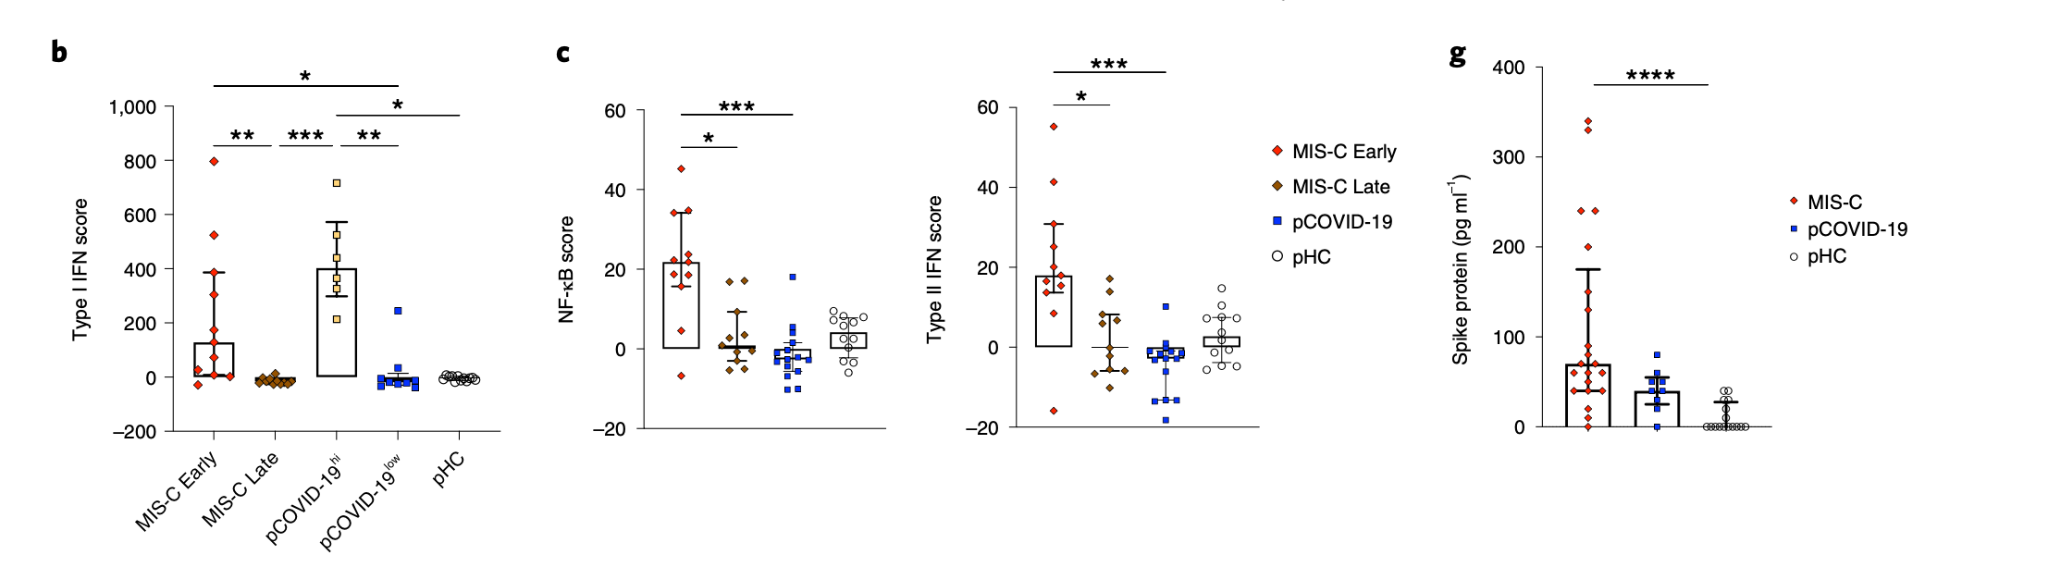 b
*
*
** *** **
1,000
800
600
400
200
0
–200
Type I IFN score
MIS-C Early
MIS-C Late
pCOVID-19hi
pCOVID-19low
pHC
c
***
*
60
40
20
0
–20
NF-κB score
***
*
60
40
20
0
–20
Type II IFN score
MIS-C Early
MIS-C Late
pCOVID-19
pHC
g
****
400
300
200
100
0
Spike protein (pg ml–1)
MIS-C
pCOVID-19
pHC